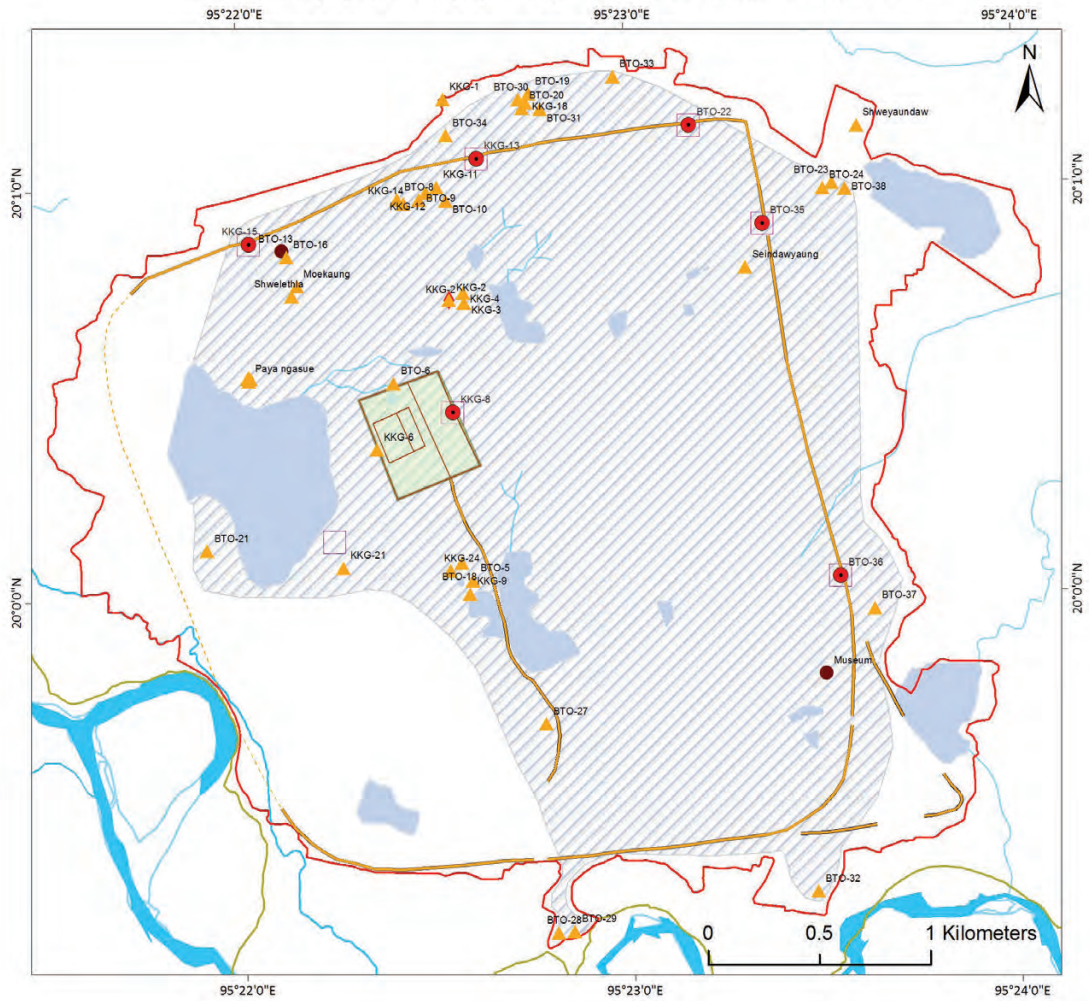 95°22'0"E
95°23'0"E
95°24'0"E
N
BTO-33
KKG-1
BTO-30
BTO-19
BTO-20
KKG-18
BTO-31
BTO-22
Shweyaundaw
BTO-34
KKG-13
KKG-11
BTO-23
BTO-24
BTO-38
20°1'0"N
20°1'0"N
KKG-14
BTO-8
BTO-9
KKG-12
BTO-10
BTO-35
KKG-15
BTO-13
BTO-16
Seindawyaung
Moekaung
Shwelethla
KKG-2
KKG-2
KKG-4
KKG-3
Paya ngasue
BTO-6
KKG-8
KKG-6
BTO-21
KKG-21
KKG-24
BTO-5
BTO-18
KKG-9
BTO-36
BTO-37
20°0'0"N
20°0'0"N
Museum
BTO-27
BTO-32
BTO-28
BTO-29
0
0.5
1 Kilometers
95°22'0"E
95°23'0"E
95°24'0"E